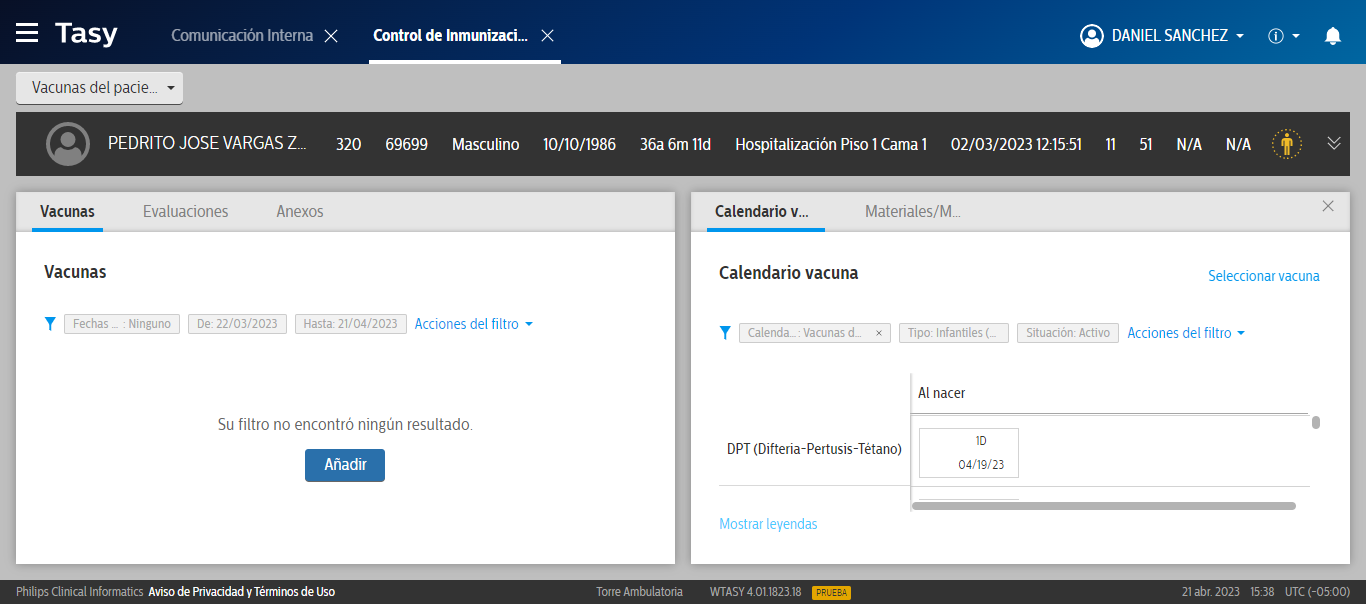 Tasy
Comunicación Interna
Control de Inmunizaci...
DANIEL SANCHEZ
Vacunas del pacie...
PEDRITO JOSE VARGAS Z... 320 69699 Masculino 10/10/1986 36a 6m 11d Hospitalización Piso 1 Cama 1 02/03/2023 12:15:51 11 51 N/A N/A
Vacunas Evaluaciones Anexos
Vacunas
Fechas ... : Ninguno De: 22/03/2023 Hasta: 21/04/2023 Acciones del filtro
Su filtro no encontró ningún resultado.
Añadir
Calendario v... Materiales/M...
Calendario vacuna
Seleccionar vacuna
Calenda... : Vacunas d... × Tipo: Infantiles (... Situación: Activo Acciones del filtro
Al nacer
DPT (Difteria-Pertusis-Tétano)
1D
04/19/23
Mostrar leyendas
Philips Clinical Informatics Aviso de Privacidad y Términos de Uso Torre Ambulatoria WTASY 4.01.1823.18 PRUEBA 21 abr. 2023 15:38 UTC (-05:00)